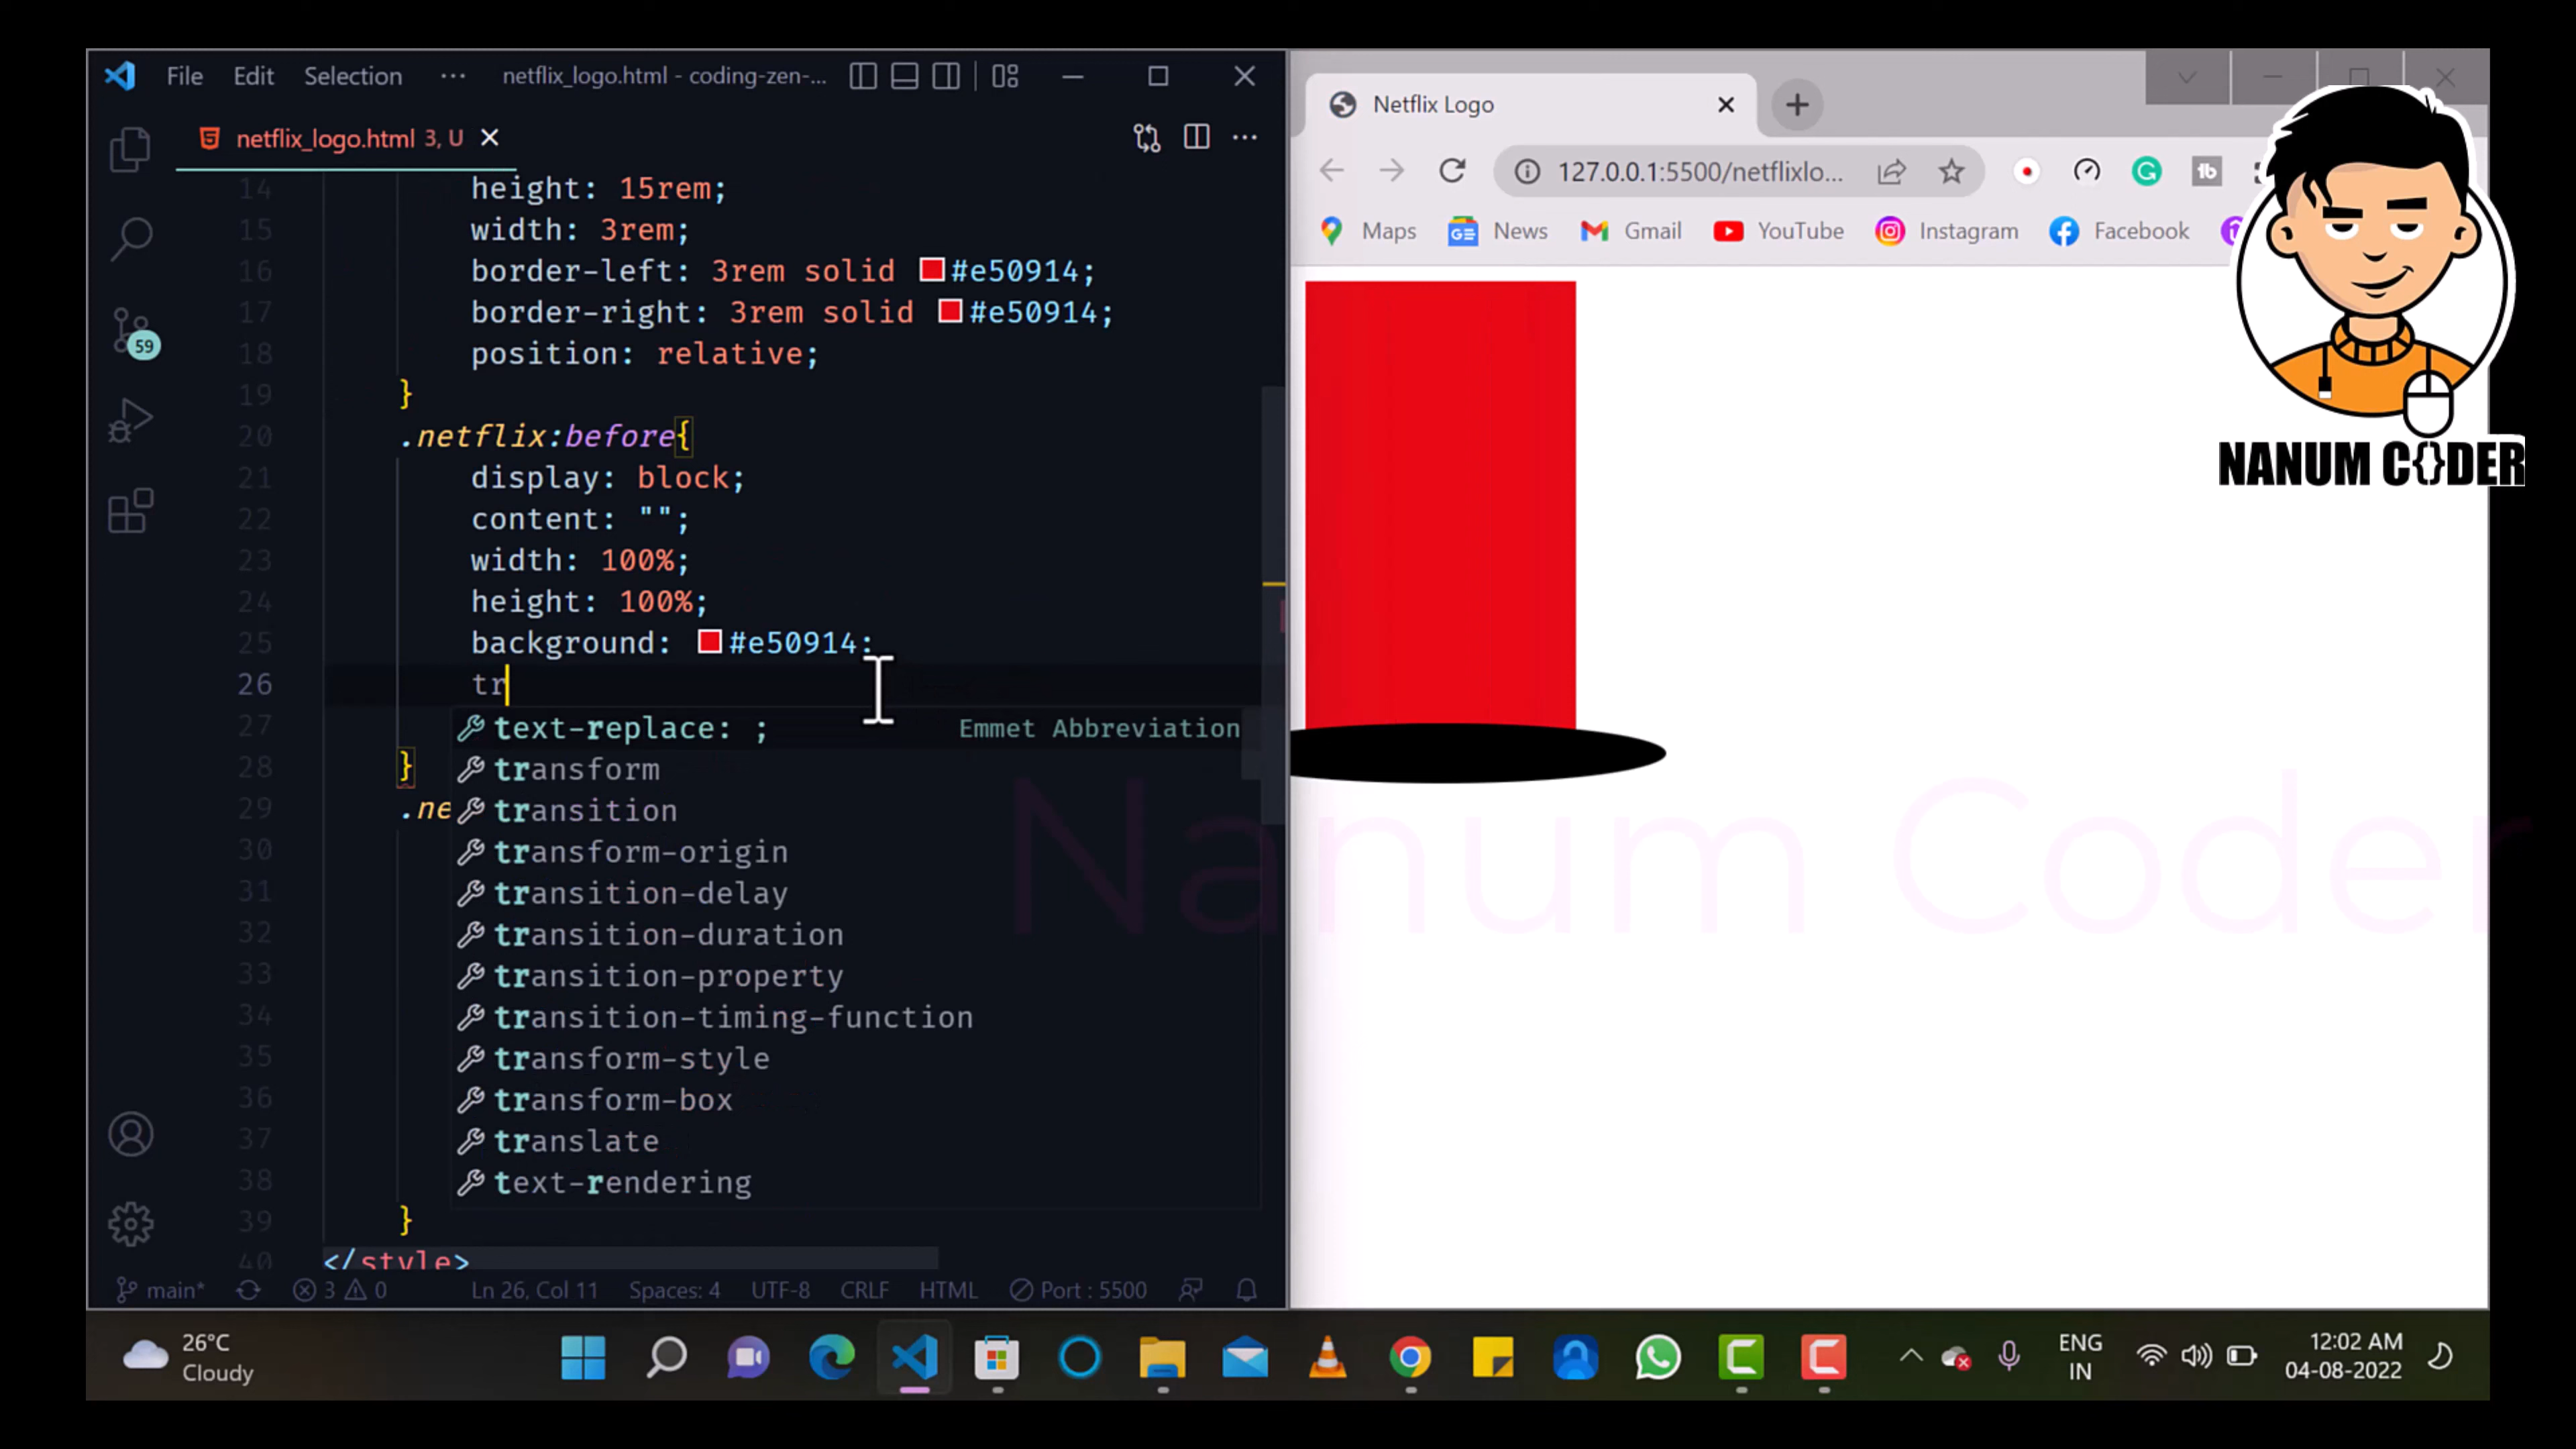 File Edit Selection ··· netflix_logo.html - coding-zen-...
netflix_logo.html 3, U
14 height: 15rem;
15 width: 3rem;
16 border-left: 3rem solid #e50914;
17 border-right: 3rem solid #e50914;
18 position: relative;
19 }
20 .netflix:before{
21 display: block;
22 content: "";
23 width: 100%;
24 height: 100%;
25 background: #e50914:
26 tr
27 text-replace: ; Emmet Abbreviation
28 } transform
29 .ne transition
30 transform-origin
31 transition-delay
32 transition-duration
33 transition-property
34 transition-timing-function
35 transform-style
36 transform-box
37 translate
38 text-rendering
39 }
40 </style>
59
main* 3 0 Ln 26, Col 11 Spaces: 4 UTF-8 CRLF HTML Port : 5500
Netflix Logo
127.0.0.1:5500/netflixlo...
Maps News Gmail YouTube Instagram Facebook
NANUM C{}DER
Nanum Coder
26°C
Cloudy
ENG
IN
12:02 AM
04-08-2022